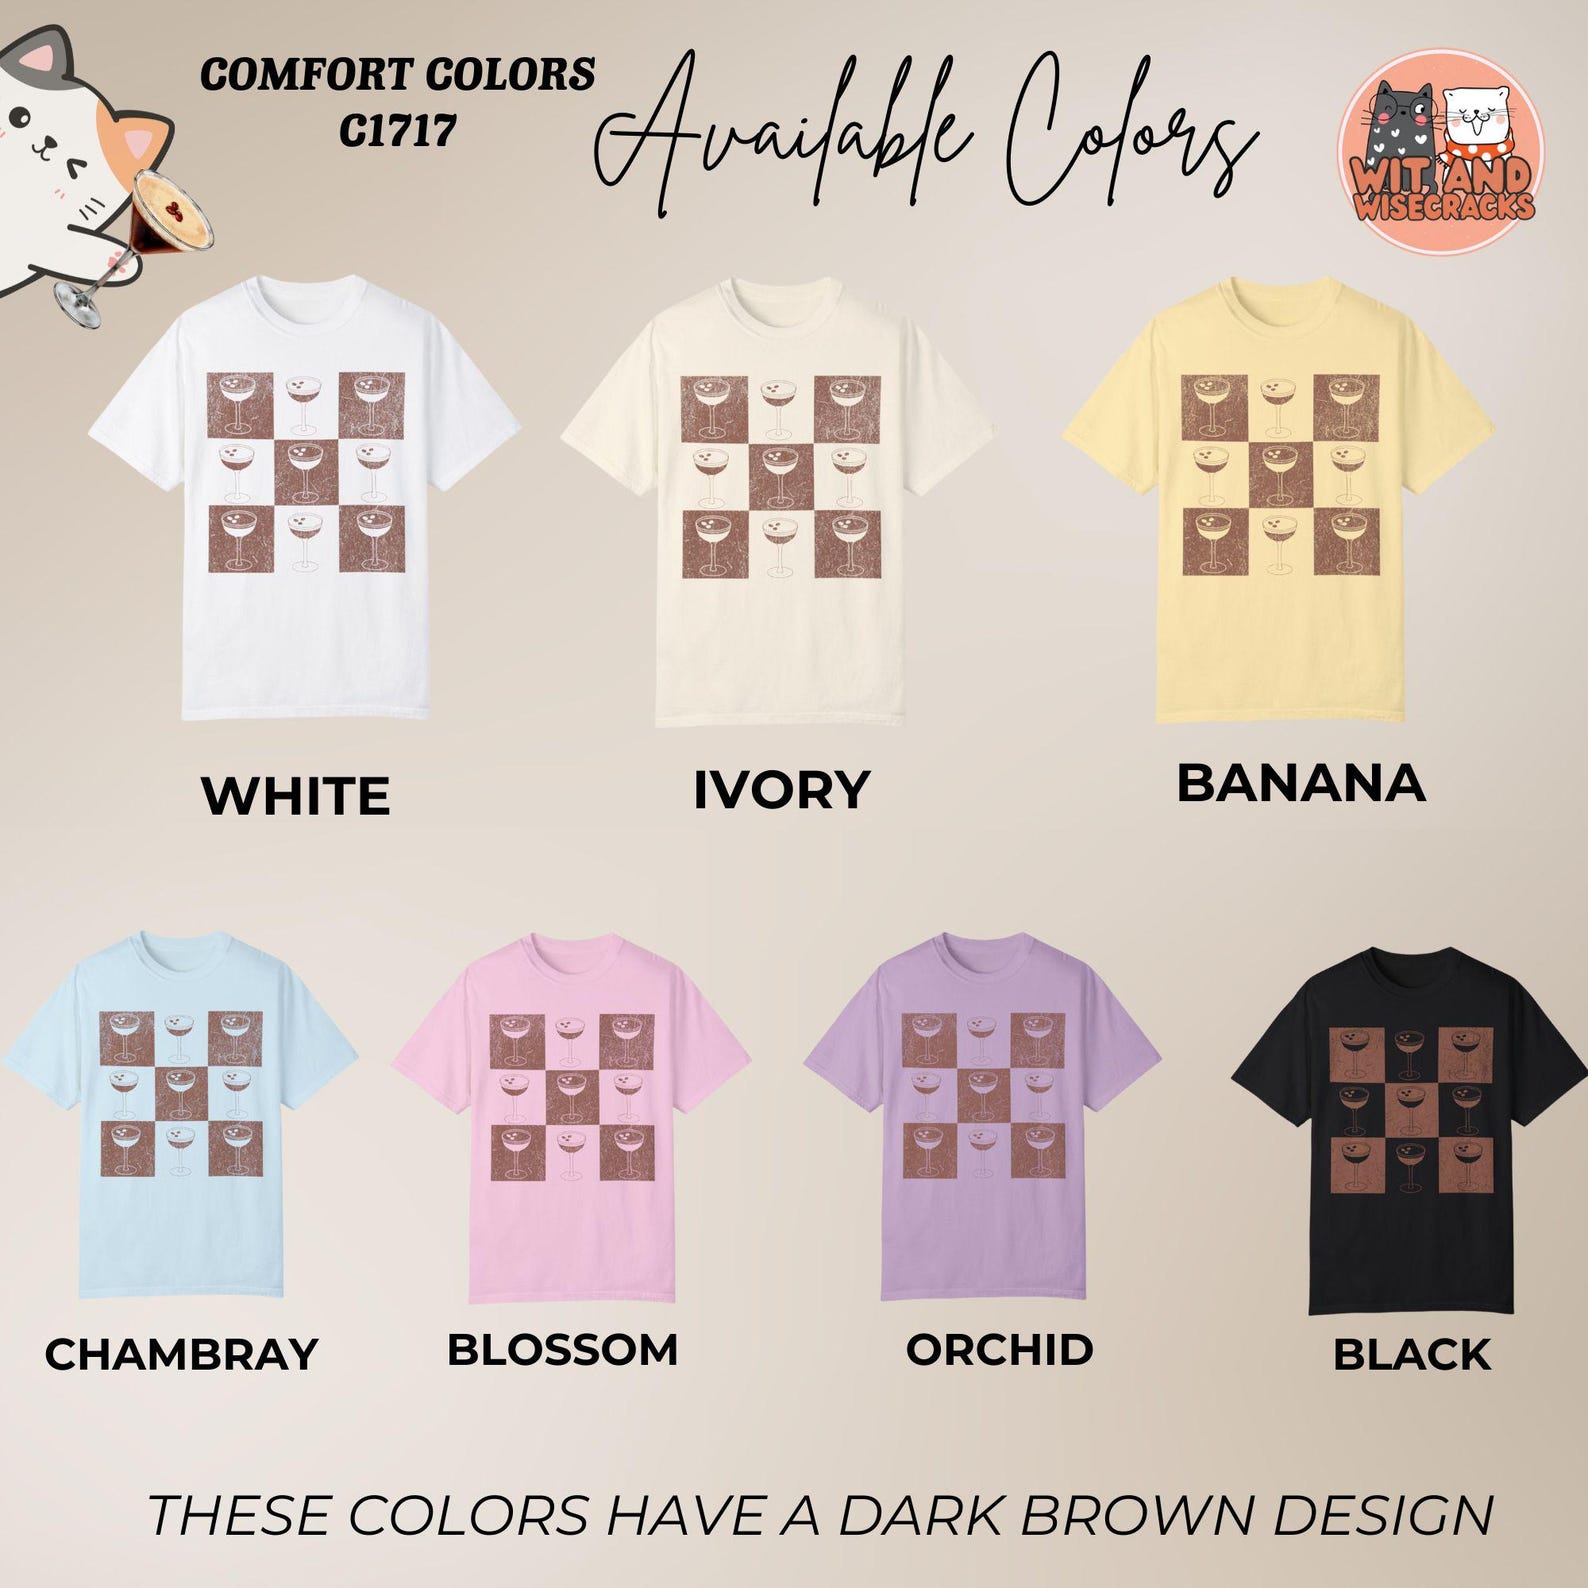 COMFORT COLORS
C1717
Available Colors
WIT AND
WISECRACKS
WHITE
IVORY
BANANA
CHAMBRAY
BLOSSOM
ORCHID
BLACK
THESE COLORS HAVE A DARK BROWN DESIGN